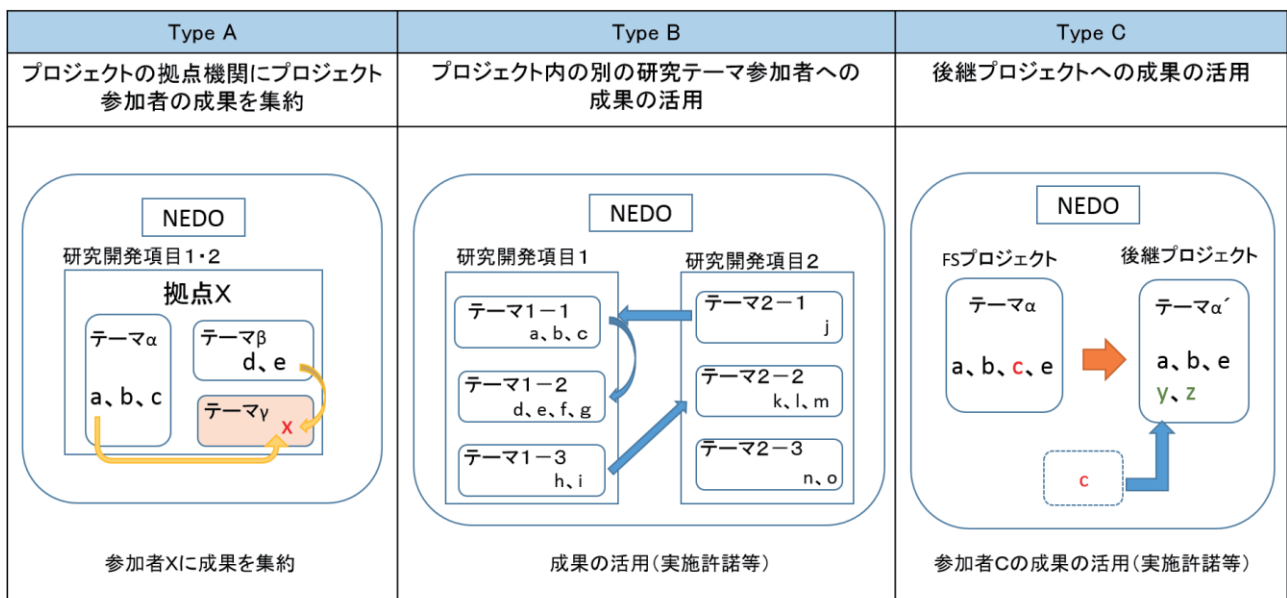 Type A
Type B
Type C
プロジェクトの拠点機関にプロジェクト
参加者の成果を集約
プロジェクト内の別の研究テーマ参加者への
成果の活用
後継プロジェクトへの成果の活用
NEDO
研究開発項目1・2
拠点X
テーマα
a、b、c
テーマβ
d、e
テーマγ
x
参加者Xに成果を集約
NEDO
研究開発項目1
テーマ1-1
a、b、c
テーマ1-2
d、e、f、g
テーマ1-3
h、i
研究開発項目2
テーマ2-1
j
テーマ2-2
k、l、m
テーマ2-3
n、o
成果の活用(実施許諾等)
NEDO
FSプロジェクト
テーマα
a、b、c、e
後継プロジェクト
テーマα´
a、b、e
y、z
c
参加者Cの成果の活用(実施許諾等)